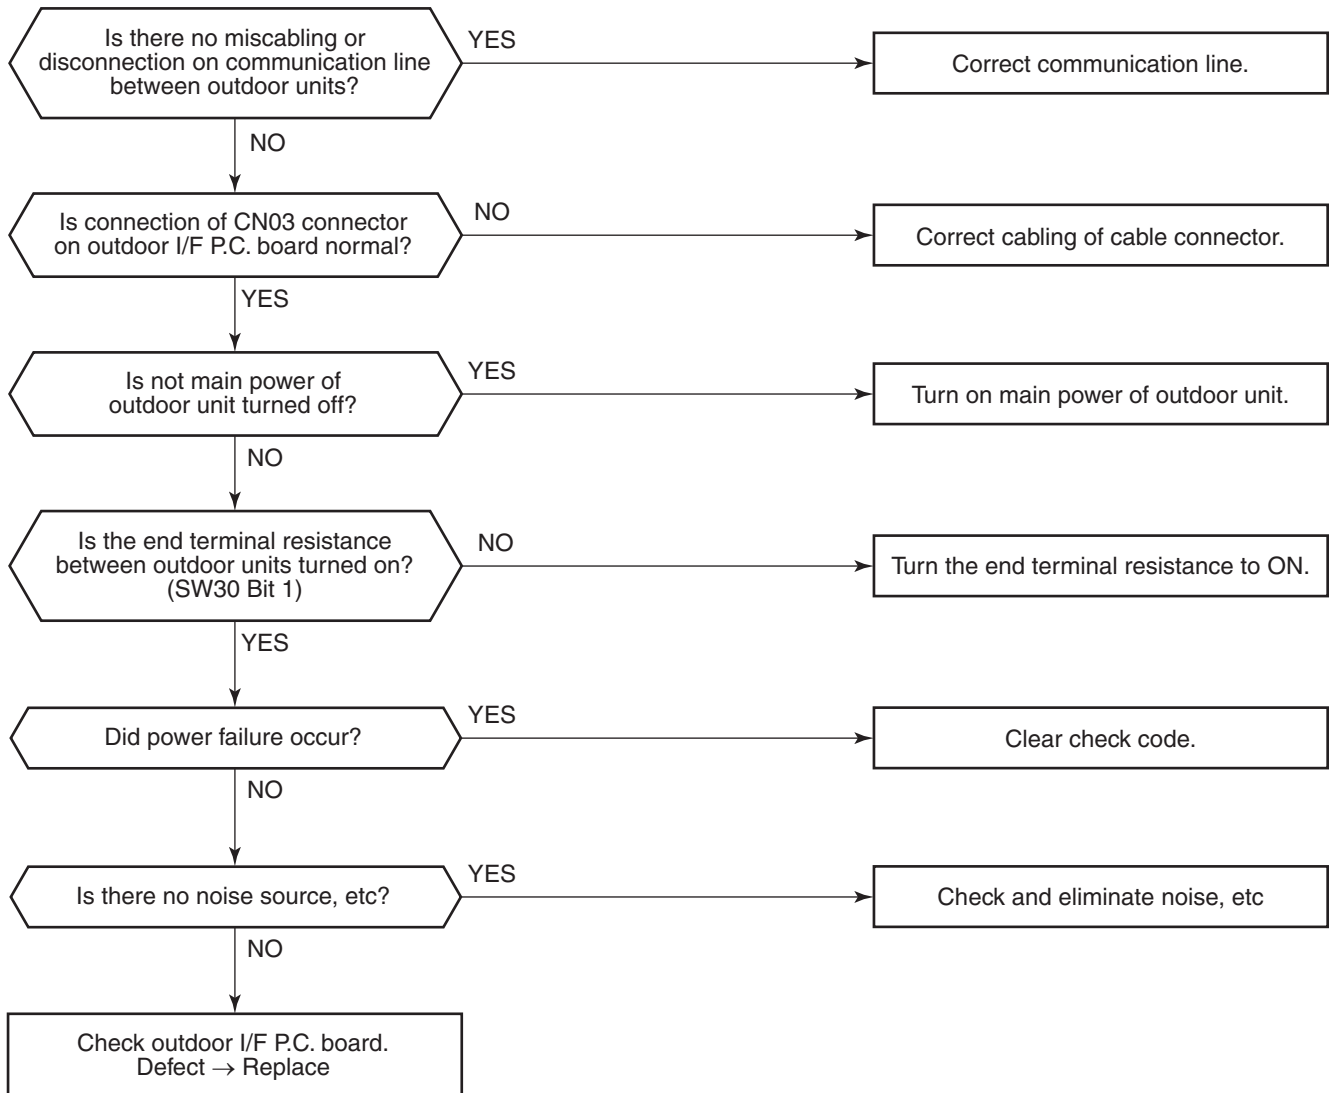 Is there no miscabling or
disconnection on communication line
between outdoor units?
YES
Correct communication line.
NO
Is connection of CN03 connector
on outdoor I/F P.C. board normal?
NO
Correct cabling of cable connector.
YES
Is not main power of
outdoor unit turned off?
YES
Turn on main power of outdoor unit.
NO
Is the end terminal resistance
between outdoor units turned on?
(SW30 Bit 1)
NO
Turn the end terminal resistance to ON.
YES
Did power failure occur?
YES
Clear check code.
NO
Is there no noise source, etc?
YES
Check and eliminate noise, etc
NO
Check outdoor I/F P.C. board.
Defect → Replace